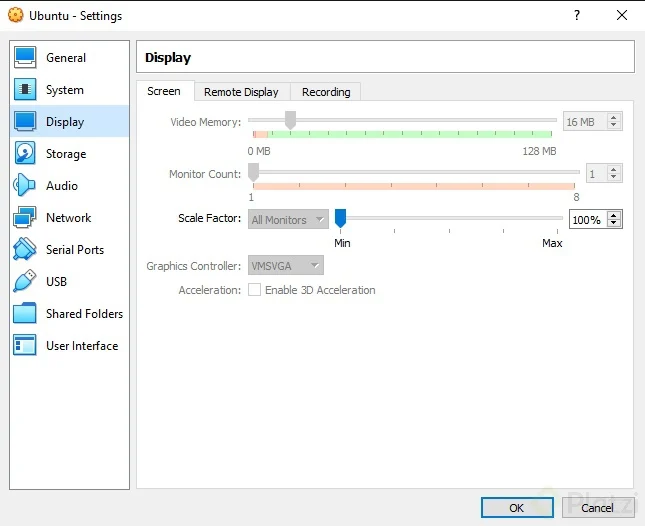 Ubuntu - Settings
General
System
Display
Storage
Audio
Network
Serial Ports
USB
Shared Folders
User Interface
Display
Screen Remote Display Recording
Video Memory: 16 MB
0 MB 128 MB
Monitor Count: 1
1 8
Scale Factor: All Monitors 100%
Min Max
Graphics Controller: VMSVGA
Acceleration: Enable 3D Acceleration
OK Cancel
Platzi